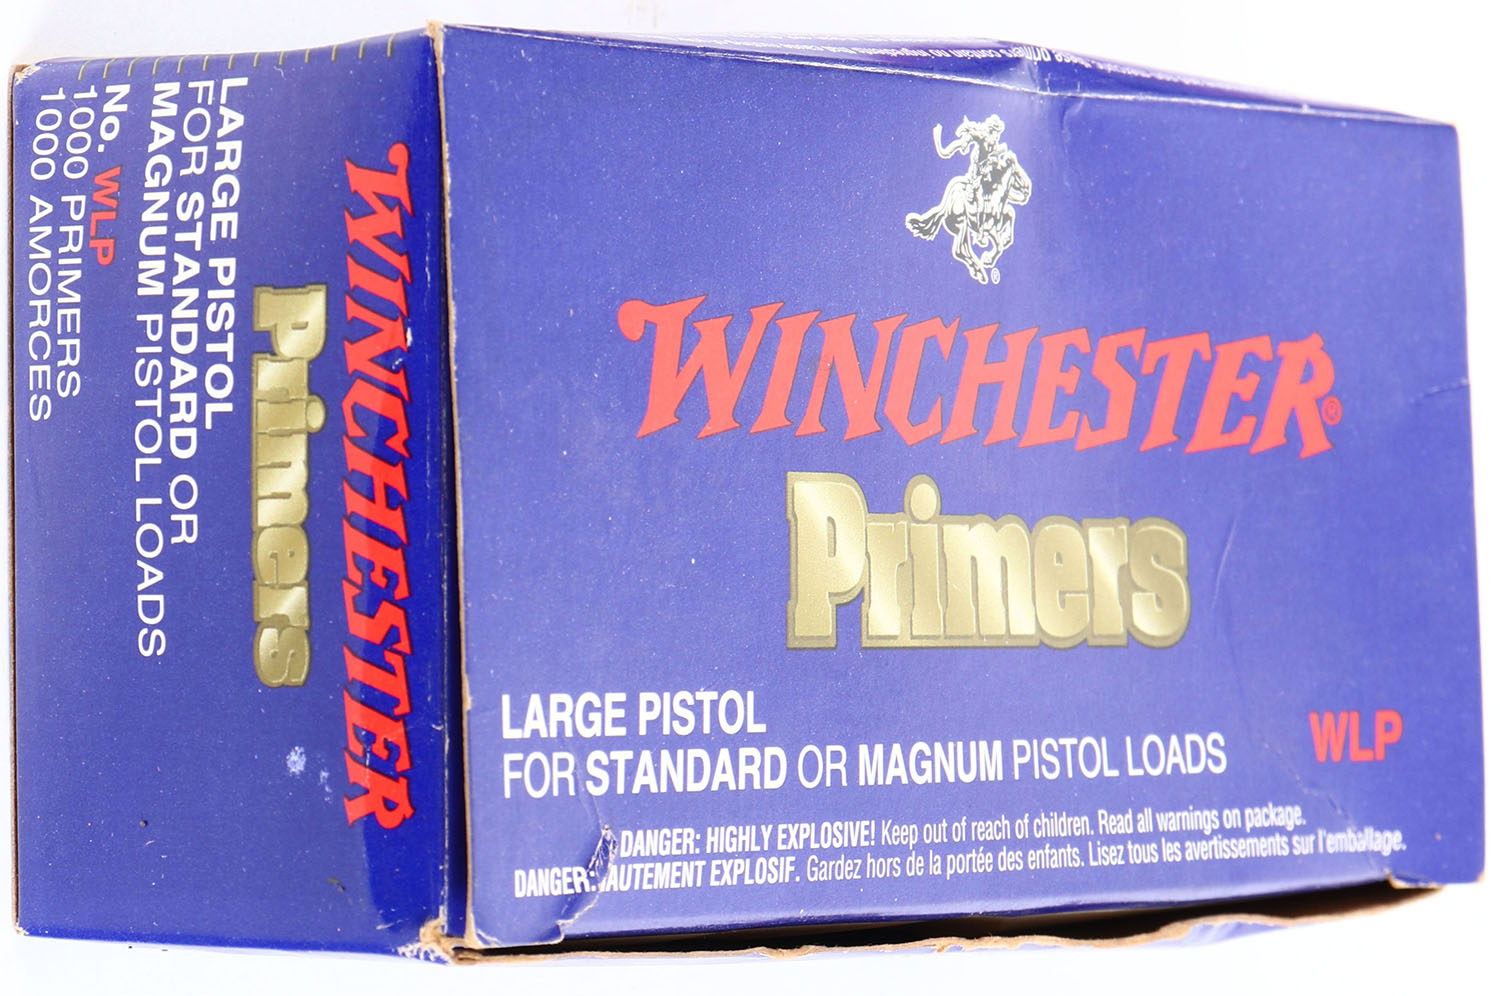 WINCHESTER®
Primers
LARGE PISTOL
FOR STANDARD OR MAGNUM PISTOL LOADS
WLP
DANGER: HIGHLY EXPLOSIVE! Keep out of reach of children. Read all warnings on package.
DANGER: AUTEMENT EXPLOSIF. Gardez hors de la portée des enfants. Lisez tous les avertissements sur l'emballage.
WINCHESTER
Primers
LARGE PISTOL
FOR STANDARD OR
MAGNUM PISTOL LOADS
No. WLP
1000 PRIMERS
1000 AMORCES